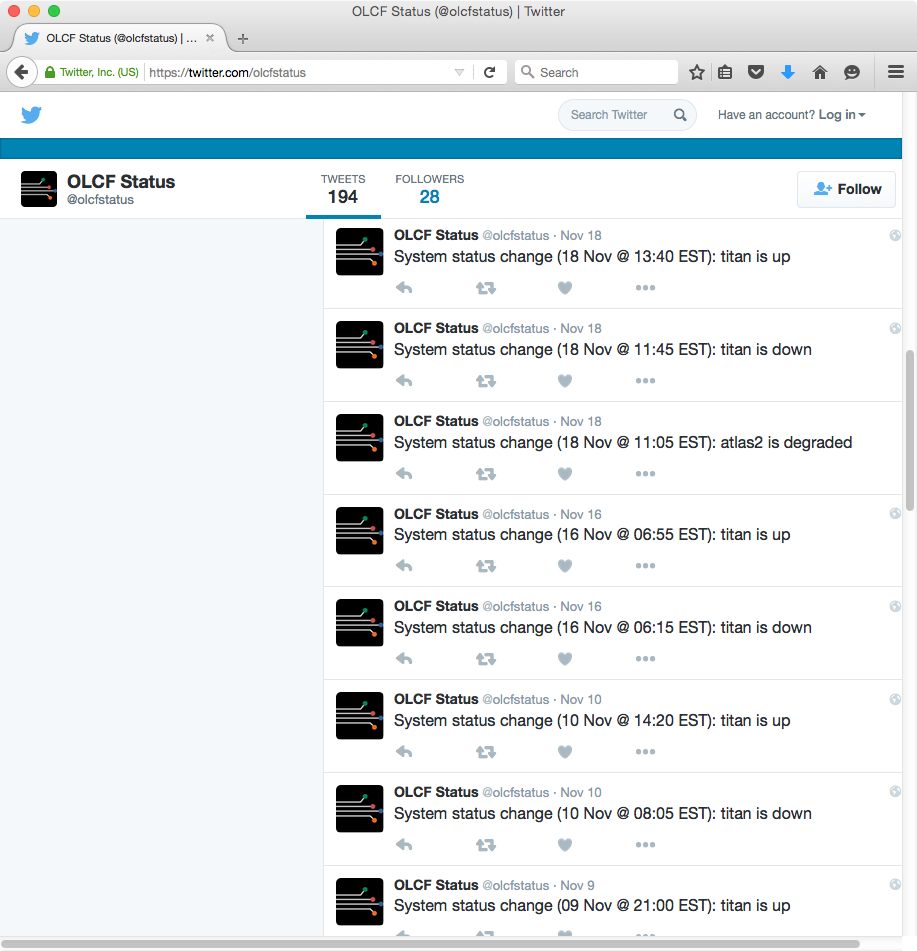 OLCF Status (@olcfstatus) | Twitter
OLCF Status (@olcfstatus) | ...
Twitter, Inc. (US)
https://twitter.com/olcfstatus
Search
Search Twitter
Have an account? Log in
OLCF Status
@olcfstatus
TWEETS
194
FOLLOWERS
28
Follow
OLCF Status @olcfstatus · Nov 18
System status change (18 Nov @ 13:40 EST): titan is up
OLCF Status @olcfstatus · Nov 18
System status change (18 Nov @ 11:45 EST): titan is down
OLCF Status @olcfstatus · Nov 18
System status change (18 Nov @ 11:05 EST): atlas2 is degraded
OLCF Status @olcfstatus · Nov 16
System status change (16 Nov @ 06:55 EST): titan is up
OLCF Status @olcfstatus · Nov 16
System status change (16 Nov @ 06:15 EST): titan is down
OLCF Status @olcfstatus · Nov 10
System status change (10 Nov @ 14:20 EST): titan is up
OLCF Status @olcfstatus · Nov 10
System status change (10 Nov @ 08:05 EST): titan is down
OLCF Status @olcfstatus · Nov 9
System status change (09 Nov @ 21:00 EST): titan is up